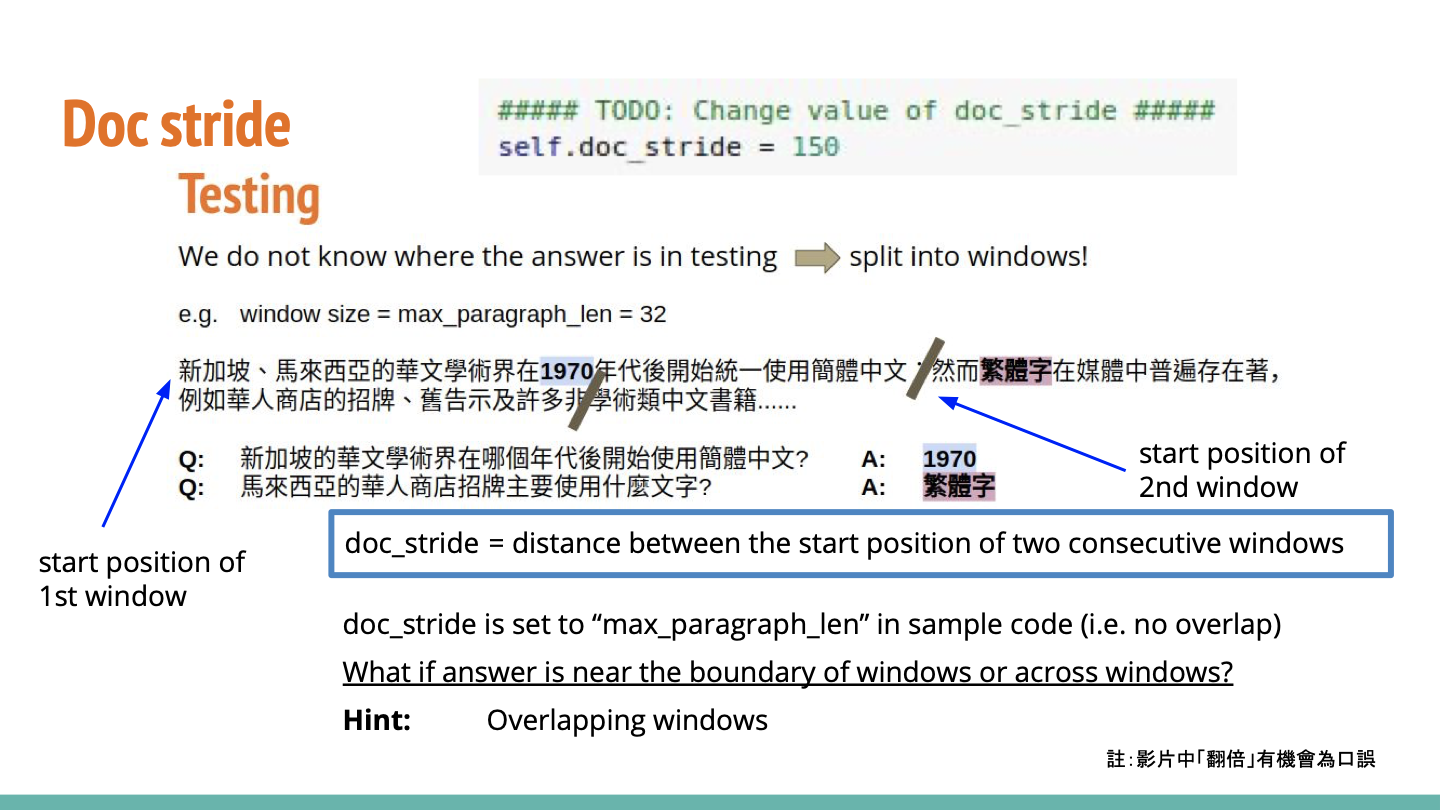 Doc stride
##### TODO: Change value of doc_stride #####
self.doc_stride = 150
Testing
We do not know where the answer is in testing split into windows!
e.g. window size = max_paragraph_len = 32
新加坡、馬來西亞的華文學術界在1970年代後開始統一使用簡體中文；然而繁體字在媒體中普遍存在著，
例如華人商店的招牌、舊告示及許多非學術類中文書籍......
Q: 新加坡的華文學術界在哪個年代後開始使用簡體中文? A: 1970
Q: 馬來西亞的華人商店招牌主要使用什麼文字? A: 繁體字
start position of
2nd window
start position of
1st window
doc_stride = distance between the start position of two consecutive windows
doc_stride is set to “max_paragraph_len” in sample code (i.e. no overlap)
What if answer is near the boundary of windows or across windows?
Hint: Overlapping windows
註：影片中「翻倍」有機會為口誤